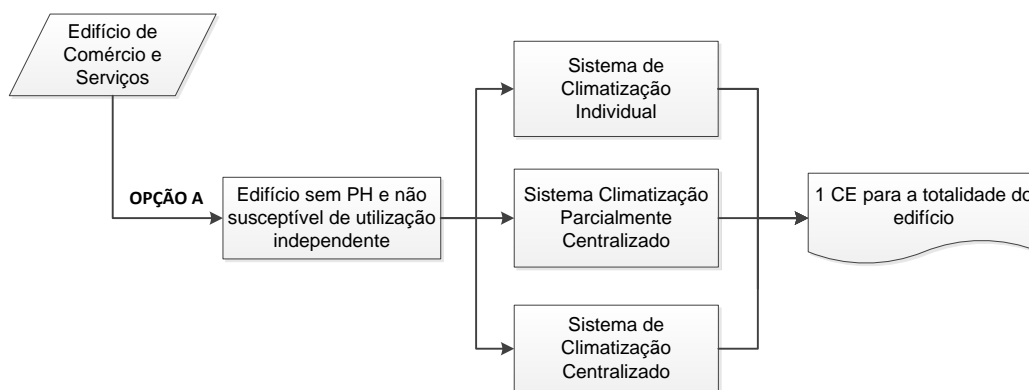 Edifício de
Comércio e
Serviços
OPÇÃO A
Edifício sem PH e não
susceptível de utilização
independente
Sistema de
Climatização
Individual
Sistema Climatização
Parcialmente
Centralizado
Sistema de
Climatização
Centralizado
1 CE para a totalidade do
edifício